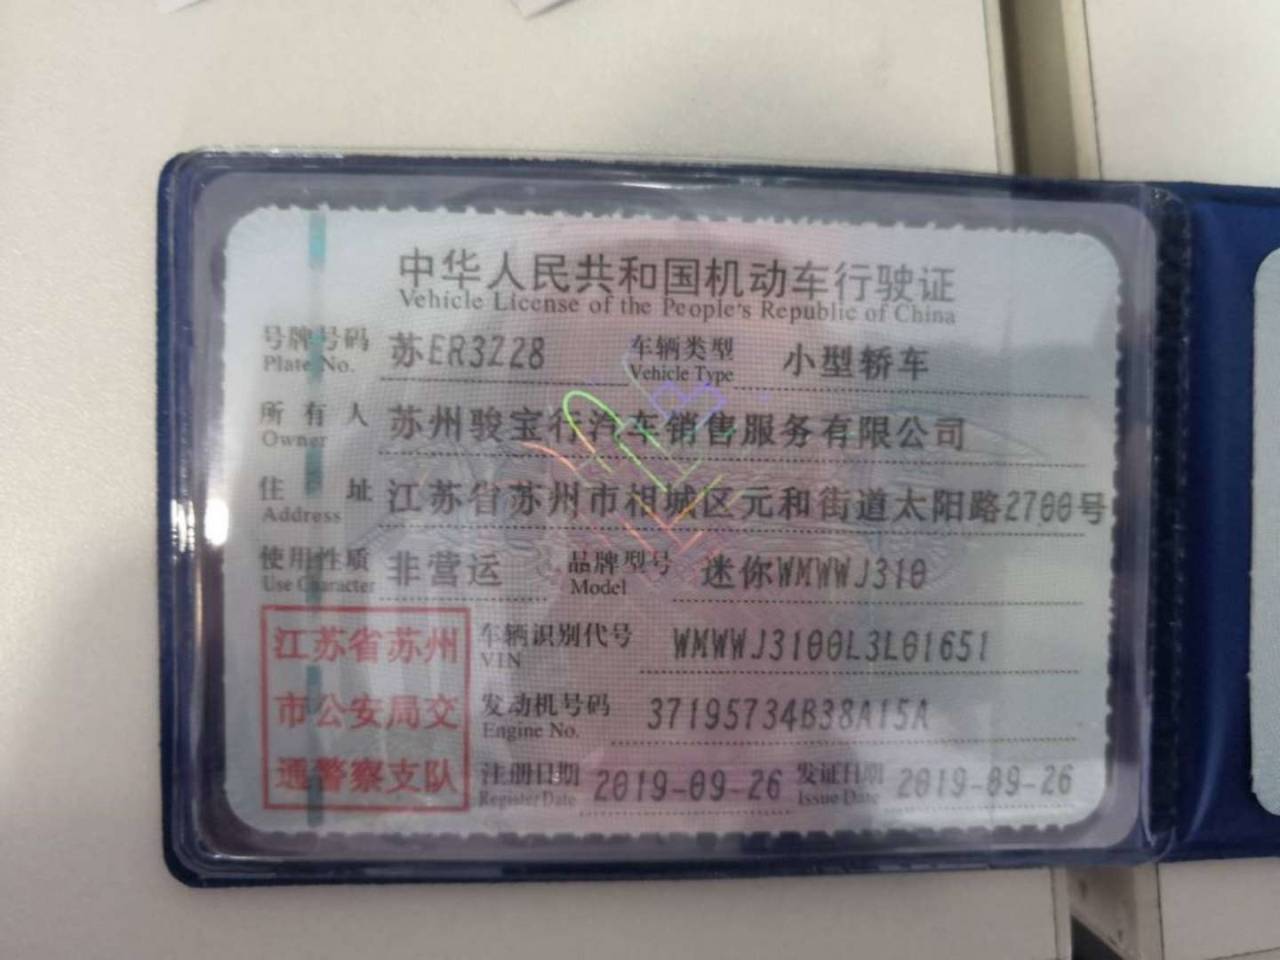 中华人民共和国机动车行驶证
Vehicle License of the People's Republic of China
号牌号码 苏ER3Z28 车辆类型 小型轿车
Plate No. Vehicle Type
所有人 苏州骏宝行汽车销售服务有限公司
Owner
住址 江苏省苏州市相城区元和街道太阳路2700号
Address
使用性质 非营运 品牌型号 迷你WMWWJ310
Use Character Model
江苏省苏州 车辆识别代号 WMWWJ3100L3L01651
VIN
市公安局交 发动机号码 37195734B38A15A
Engine No.
通警察支队 注册日期 2019-09-26 发证日期 2019-09-26
Register Date Issue Date